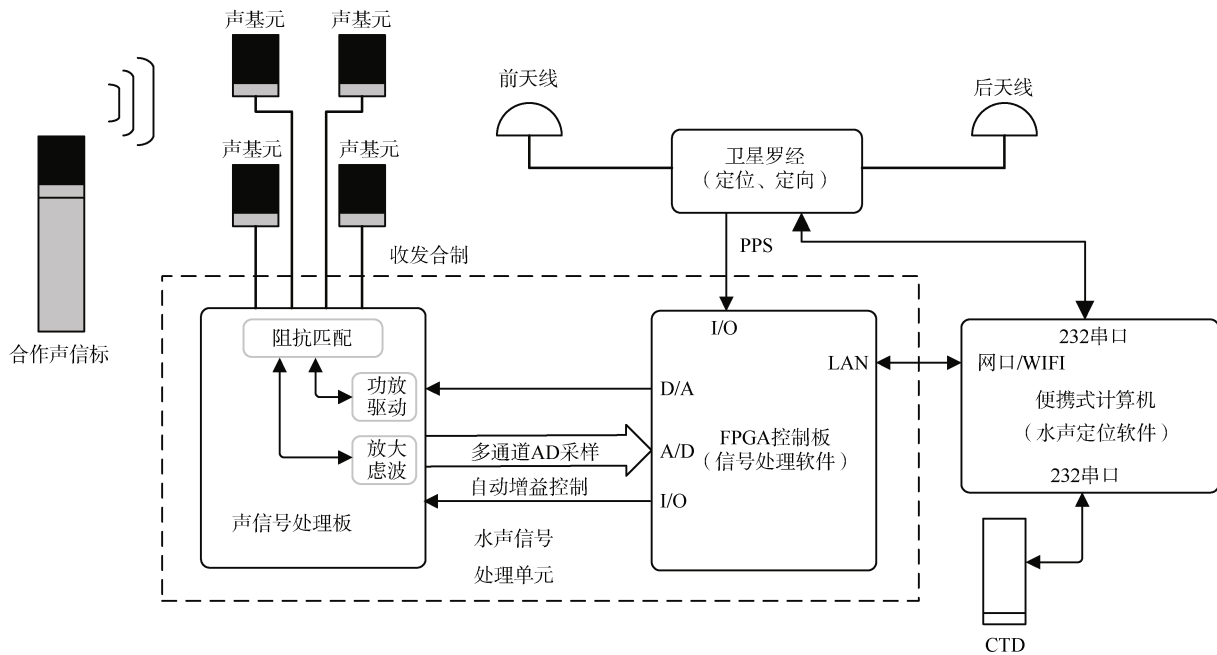 声基元
声基元
声基元
声基元
前天线
后天线
卫星罗经
（定位、定向）
PPS
收发合制
合作声信标
阻抗匹配
功放
驱动
放大
虑波
声信号处理板
D/A
多通道AD采样
A/D
自动增益控制
I/O
水声信号
处理单元
I/O
LAN
FPGA控制板
（信号处理软件）
232串口
网口/WIFI
便携式计算机
（水声定位软件）
232串口
CTD